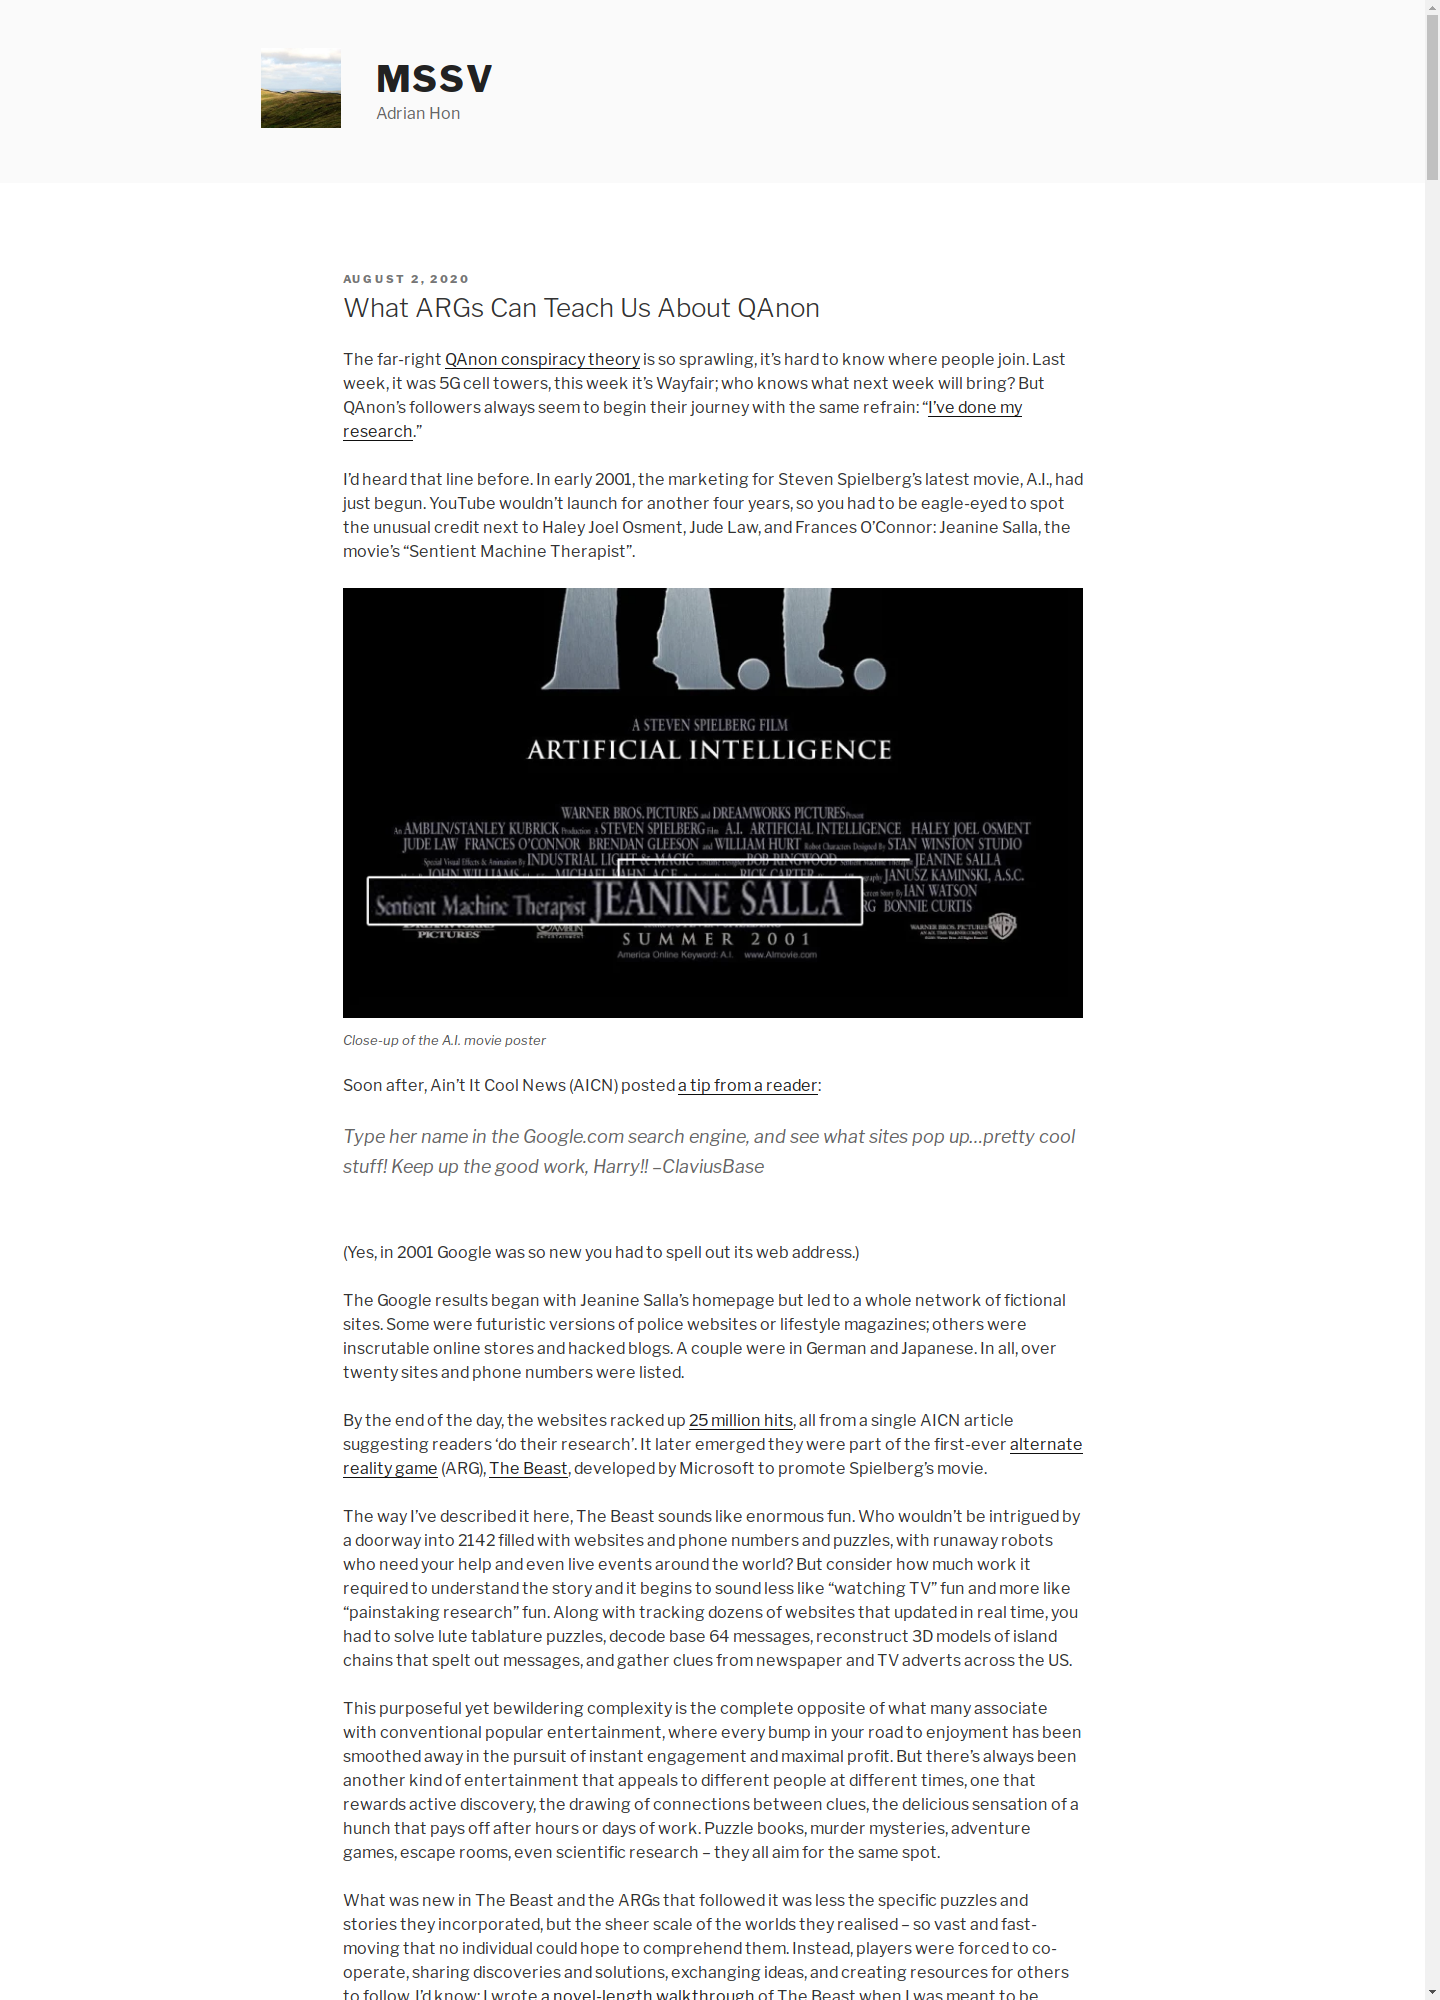 MSSV
Adrian Hon
AUGUST 2, 2020
What ARGs Can Teach Us About QAnon
The far-right QAnon conspiracy theory is so sprawling, it’s hard to know where people join. Last
week, it was 5G cell towers, this week it’s Wayfair; who knows what next week will bring? But
QAnon’s followers always seem to begin their journey with the same refrain: “I’ve done my
research.”
I’d heard that line before. In early 2001, the marketing for Steven Spielberg’s latest movie, A.I., had
just begun. YouTube wouldn’t launch for another four years, so you had to be eagle-eyed to spot
the unusual credit next to Haley Joel Osment, Jude Law, and Frances O’Connor: Jeanine Salla, the
movie’s “Sentient Machine Therapist”.
A.I.
A STEVEN SPIELBERG FILM
ARTIFICIAL INTELLIGENCE
WARNER BROS. PICTURES and DREAMWORKS PICTURES Present
An AMBLIN/STANLEY KUBRICK Production A STEVEN SPIELBERG Film A.I. ARTIFICIAL INTELLIGENCE HALEY JOEL OSMENT
JUDE LAW FRANCES O’CONNOR BRENDAN GLEESON and WILLIAM HURT Robot Characters Designed By STAN WINSTON STUDIO
Special Visual Effects & Animation By INDUSTRIAL LIGHT & MAGIC Costume Designer BOB RINGWOOD Sentient Machine Therapist JEANINE SALLA
JOHN WILLIAMS MICHAEL KAHN, A.C.E. RICK CARTER JANUSZ KAMINSKI, A.S.C.
Screen Story By IAN WATSON
Sentient Machine Therapist JEANINE SALLA
BONNIE CURTIS
DREAMWORKS PICTURES
SUMMER 2001
WARNER BROS. PICTURES
America Online Keyword: A.I. www.AImovie.com
Close-up of the A.I. movie poster
Soon after, Ain’t It Cool News (AICN) posted a tip from a reader:
Type her name in the Google.com search engine, and see what sites pop up…pretty cool
stuff! Keep up the good work, Harry!! –ClaviusBase
(Yes, in 2001 Google was so new you had to spell out its web address.)
The Google results began with Jeanine Salla’s homepage but led to a whole network of fictional
sites. Some were futuristic versions of police websites or lifestyle magazines; others were
inscrutable online stores and hacked blogs. A couple were in German and Japanese. In all, over
twenty sites and phone numbers were listed.
By the end of the day, the websites racked up 25 million hits, all from a single AICN article
suggesting readers ‘do their research’. It later emerged they were part of the first-ever alternate
reality game (ARG), The Beast, developed by Microsoft to promote Spielberg’s movie.
The way I’ve described it here, The Beast sounds like enormous fun. Who wouldn’t be intrigued by
a doorway into 2142 filled with websites and phone numbers and puzzles, with runaway robots
who need your help and even live events around the world? But consider how much work it
required to understand the story and it begins to sound less like “watching TV” fun and more like
“painstaking research” fun. Along with tracking dozens of websites that updated in real time, you
had to solve lute tablature puzzles, decode base 64 messages, reconstruct 3D models of island
chains that spelt out messages, and gather clues from newspaper and TV adverts across the US.
This purposeful yet bewildering complexity is the complete opposite of what many associate
with conventional popular entertainment, where every bump in your road to enjoyment has been
smoothed away in the pursuit of instant engagement and maximal profit. But there’s always been
another kind of entertainment that appeals to different people at different times, one that
rewards active discovery, the drawing of connections between clues, the delicious sensation of a
hunch that pays off after hours or days of work. Puzzle books, murder mysteries, adventure
games, escape rooms, even scientific research – they all aim for the same spot.
What was new in The Beast and the ARGs that followed it was less the specific puzzles and
stories they incorporated, but the sheer scale of the worlds they realised – so vast and fast-
moving that no individual could hope to comprehend them. Instead, players were forced to co-
operate, sharing discoveries and solutions, exchanging ideas, and creating resources for others
to follow. I’d know: I wrote a novel-length walkthrough of The Beast when I was meant to be